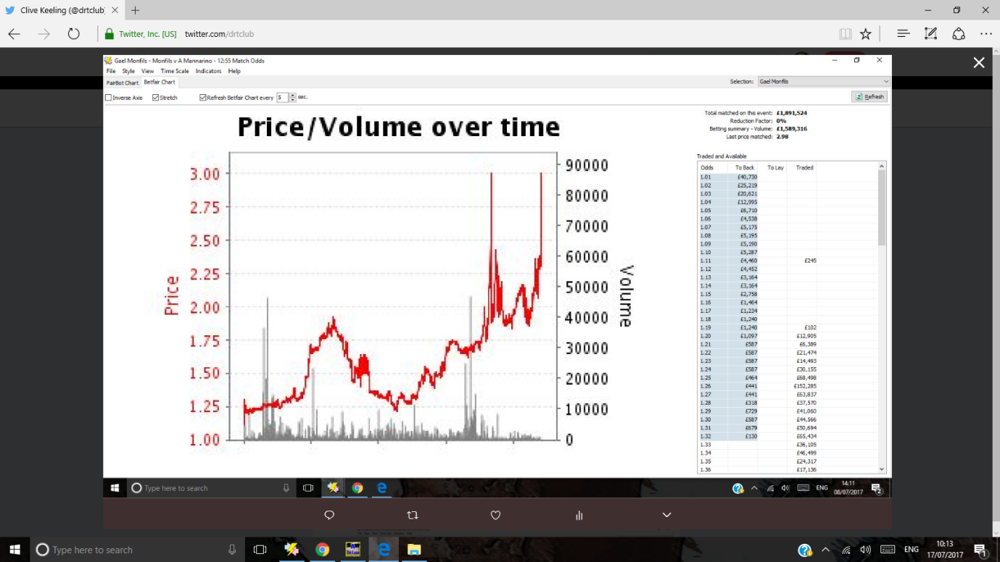 Clive Keeling (@drtclub)
Twitter, Inc. [US] twitter.com/drtclub
Gael Monfils - Monfils v A Mannarino - 12:55 Match Odds
File Style View Time Scale Indicators Help
FairBot Chart Betfair Chart
Selection: Gael Monfils
Inverse Axis Stretch Refresh Betfair Chart every 5 sec.
Refresh
Price/Volume over time
Total matched on this event: £1,891,524
Reduction Factor: 0%
Betting summary - Volume: £1,589,316
Last price matched: 2.98
3.00
2.75
2.50
2.25
2.00
1.75
1.50
1.25
1.00
Price
90000
80000
70000
60000
50000
40000
30000
20000
10000
0
Volume
Traded and Available
Odds To Back To Lay Traded
1.01 £40,730
1.02 £25,219
1.03 £20,621
1.04 £12,995
1.05 £6,710
1.06 £4,538
1.07 £5,175
1.08 £5,195
1.09 £5,190
1.10 £5,287
1.11 £4,460 £245
1.12 £4,452
1.13 £3,164
1.14 £3,164
1.15 £2,758
1.16 £1,464
1.17 £1,234
1.18 £1,240
1.19 £1,240 £102
1.20 £1,097 £12,905
1.21 £587 £6,389
1.22 £587 £21,474
1.23 £587 £14,493
1.24 £587 £30,155
1.25 £464 £68,498
1.26 £441 £152,285
1.27 £441 £63,837
1.28 £318 £37,570
1.29 £729 £41,060
1.30 £587 £44,566
1.31 £679 £50,694
1.32 £130 £65,434
1.33 £36,105
1.34 £46,499
1.35 £24,317
1.36 £17,136
Type here to search
ENG
14:11
08/07/2017
2
Type here to search
ENG
10:13
17/07/2017
1